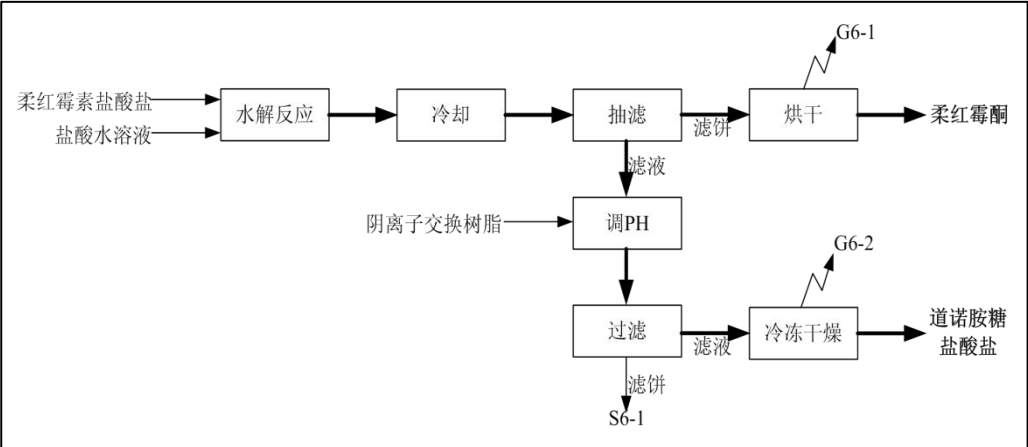 G6-1
柔红霉素盐酸盐
盐酸水溶液
水解反应
冷却
抽滤
滤饼
烘干
柔红霉酮
滤液
阴离子交换树脂
调PH
G6-2
过滤
滤液
冷冻干燥
道诺胺糖
盐酸盐
滤饼
S6-1